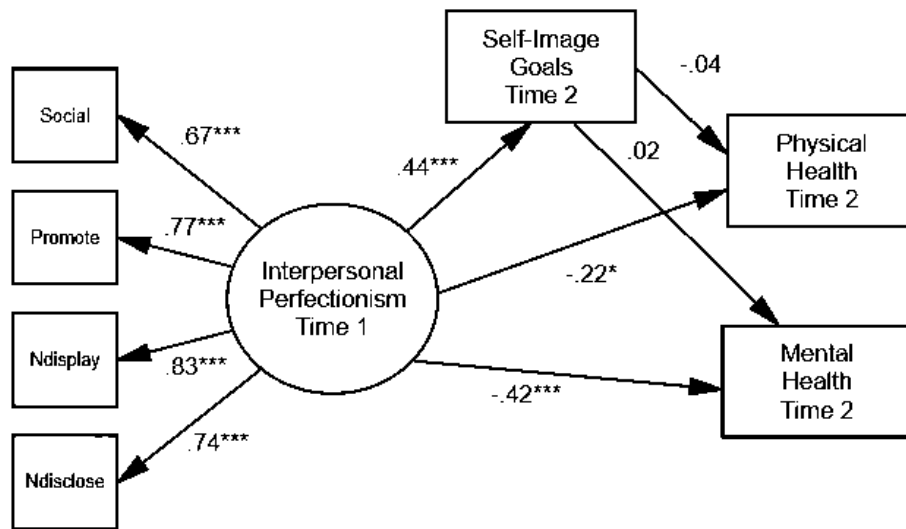 Self-Image
Goals
Time 2
-.04
Social
.67***
.44***
.02
Physical
Health
Time 2
Promote
.77***
Interpersonal
Perfectionism
Time 1
-.22*
Ndisplay
.83***
Mental
Health
Time 2
-.42***
Ndisclose
.74***